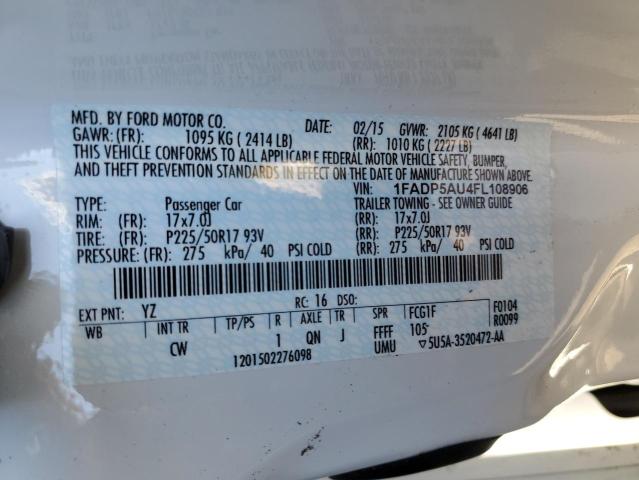 MFD. BY FORD MOTOR CO. DATE: 02/15 GVWR: 2105 KG ( 4641 LB)
GAWR: (FR): 1095 KG ( 2414 LB) (RR): 1010 KG ( 2227 LB)
THIS VEHICLE CONFORMS TO ALL APPLICABLE FEDERAL MOTOR VEHICLE SAFETY, BUMPER,
AND THEFT PREVENTION STANDARDS IN EFFECT ON THE DATE OF MANUFACTURE SHOWN ABOVE.
VIN: 1FADP5AU4FL108906
TYPE: Passenger Car TRAILER TOWING - SEE OWNER GUIDE
RIM: (FR): 17x7.0J (RR): 17x7.0J
TIRE: (FR): P225/50R17 93V (RR): P225/50R17 93V
PRESSURE: (FR): 275 kPa/ 40 PSI COLD (RR): 275 kPa/ 40 PSI COLD
EXT PNT: YZ RC: 16 DSO: F0104
WB INT TR TP/PS R AXLE TR SPR FCG1F R0099
CW 1 QN J FFFF 105
1201502276098 UMU ▽5U5A-3520472-AA